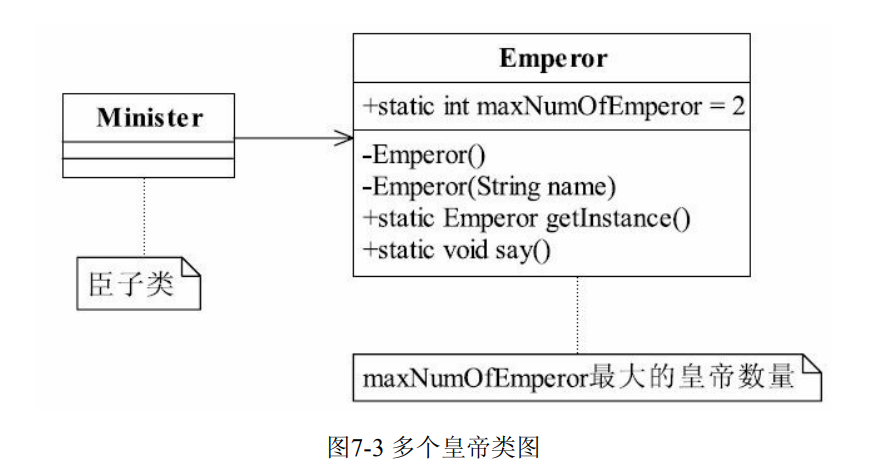 Emperor
+static int maxNumOfEmperor = 2
Minister
-Emperor()
-Emperor(String name)
+static Emperor getInstance()
+static void say()
臣子类
maxNumOfEmperor最大的皇帝数量
图7-3 多个皇帝类图